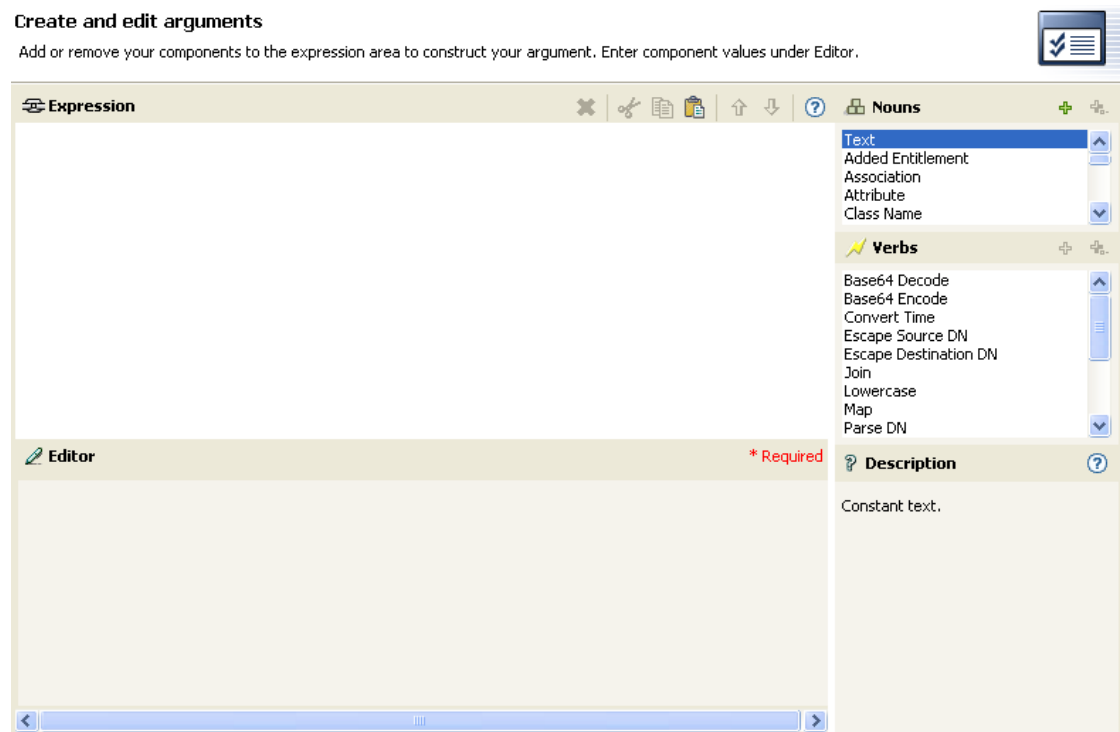 Create and edit arguments
Add or remove your components to the expression area to construct your argument. Enter component values under Editor.
Expression
Nouns
Text
Added Entitlement
Association
Attribute
Class Name
Verbs
Base64 Decode
Base64 Encode
Convert Time
Escape Source DN
Escape Destination DN
Join
Lowercase
Map
Parse DN
Editor
* Required
Description
Constant text.